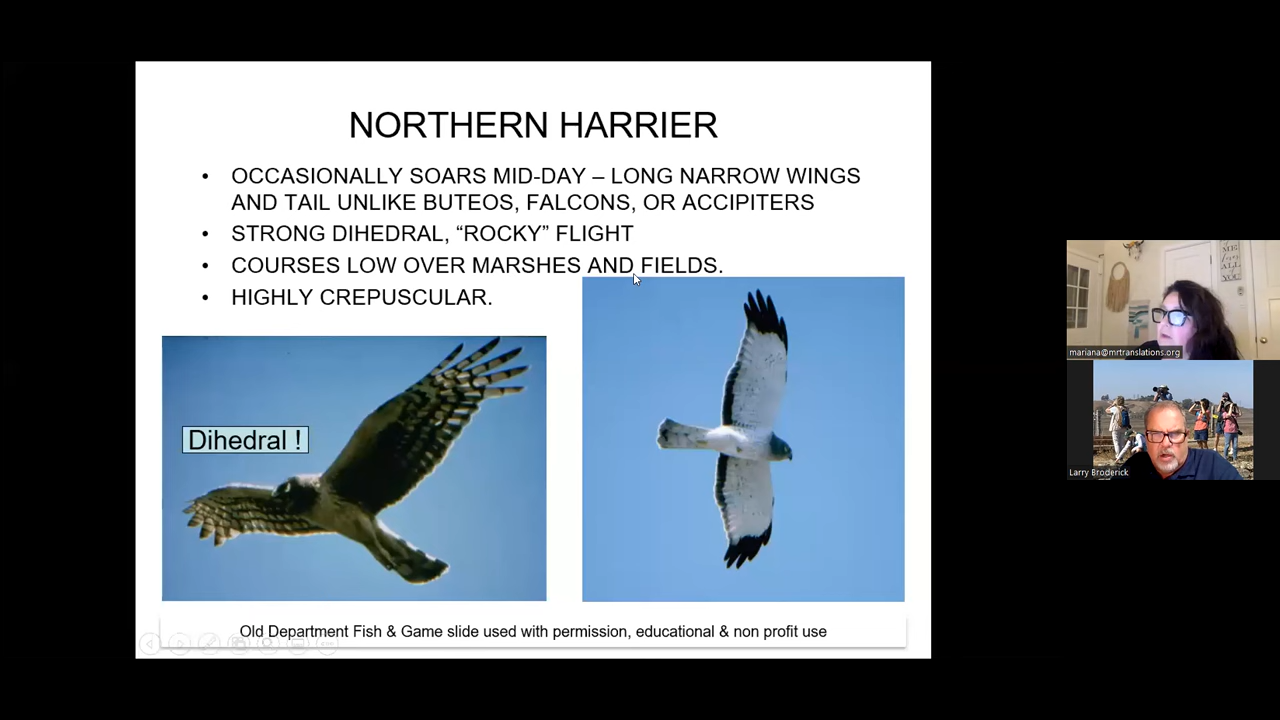 NORTHERN HARRIER
• OCCASIONALLY SOARS MID-DAY – LONG NARROW WINGS
AND TAIL UNLIKE BUTEOS, FALCONS, OR ACCIPITERS
• STRONG DIHEDRAL, “ROCKY” FLIGHT
• COURSES LOW OVER MARSHES AND FIELDS.
• HIGHLY CREPUSCULAR.
Dihedral !
Old Department Fish & Game slide used with permission, educational & non profit use
ALL
YOU
mariana@mrtranslations.org
Larry Broderick